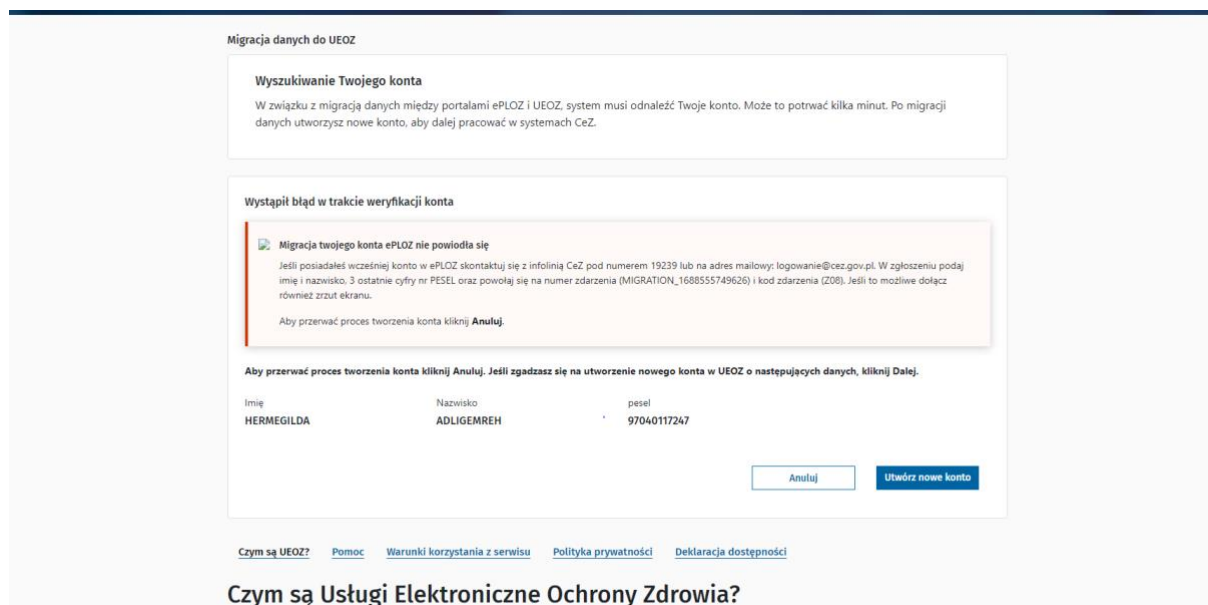 Migracja danych do UEOZ
Wyszukiwanie Twojego konta
W związku z migracją danych między portalami ePLOZ i UEOZ, system musi odnaleźć Twoje konto. Może to potrwać kilka minut. Po migracji
danych utworzysz nowe konto, aby dalej pracować w systemach CeZ.
Wystąpił błąd w trakcie weryfikacji konta
Migracja twojego konta ePLOZ nie powiodła się
Jeśli posiadałeś wcześniej konto w ePLOZ skontaktuj się z infolinią CeZ pod numerem 19239 lub na adres mailowy: logowanie@cez.gov.pl. W zgłoszeniu podaj
imię i nazwisko, 3 ostatnie cyfry nr PESEL oraz powołaj się na numer zdarzenia (MIGRATION_1688555749626) i kod zdarzenia (Z08). Jeśli to możliwe dołącz
również zrzut ekranu.
Aby przerwać proces tworzenia konta kliknij Anuluj.
Aby przerwać proces tworzenia konta kliknij Anuluj. Jeśli zgadzasz się na utworzenie nowego konta w UEOZ o następujących danych, kliknij Dalej.
Imię Nazwisko pesel
HERMEGILDA ADLIGEMREH 97040117247
Anuluj Utwórz nowe konto
Czym są UEOZ? Pomoc Warunki korzystania z serwisu Polityka prywatności Deklaracja dostępności
Czym są Usługi Elektroniczne Ochrony Zdrowia?